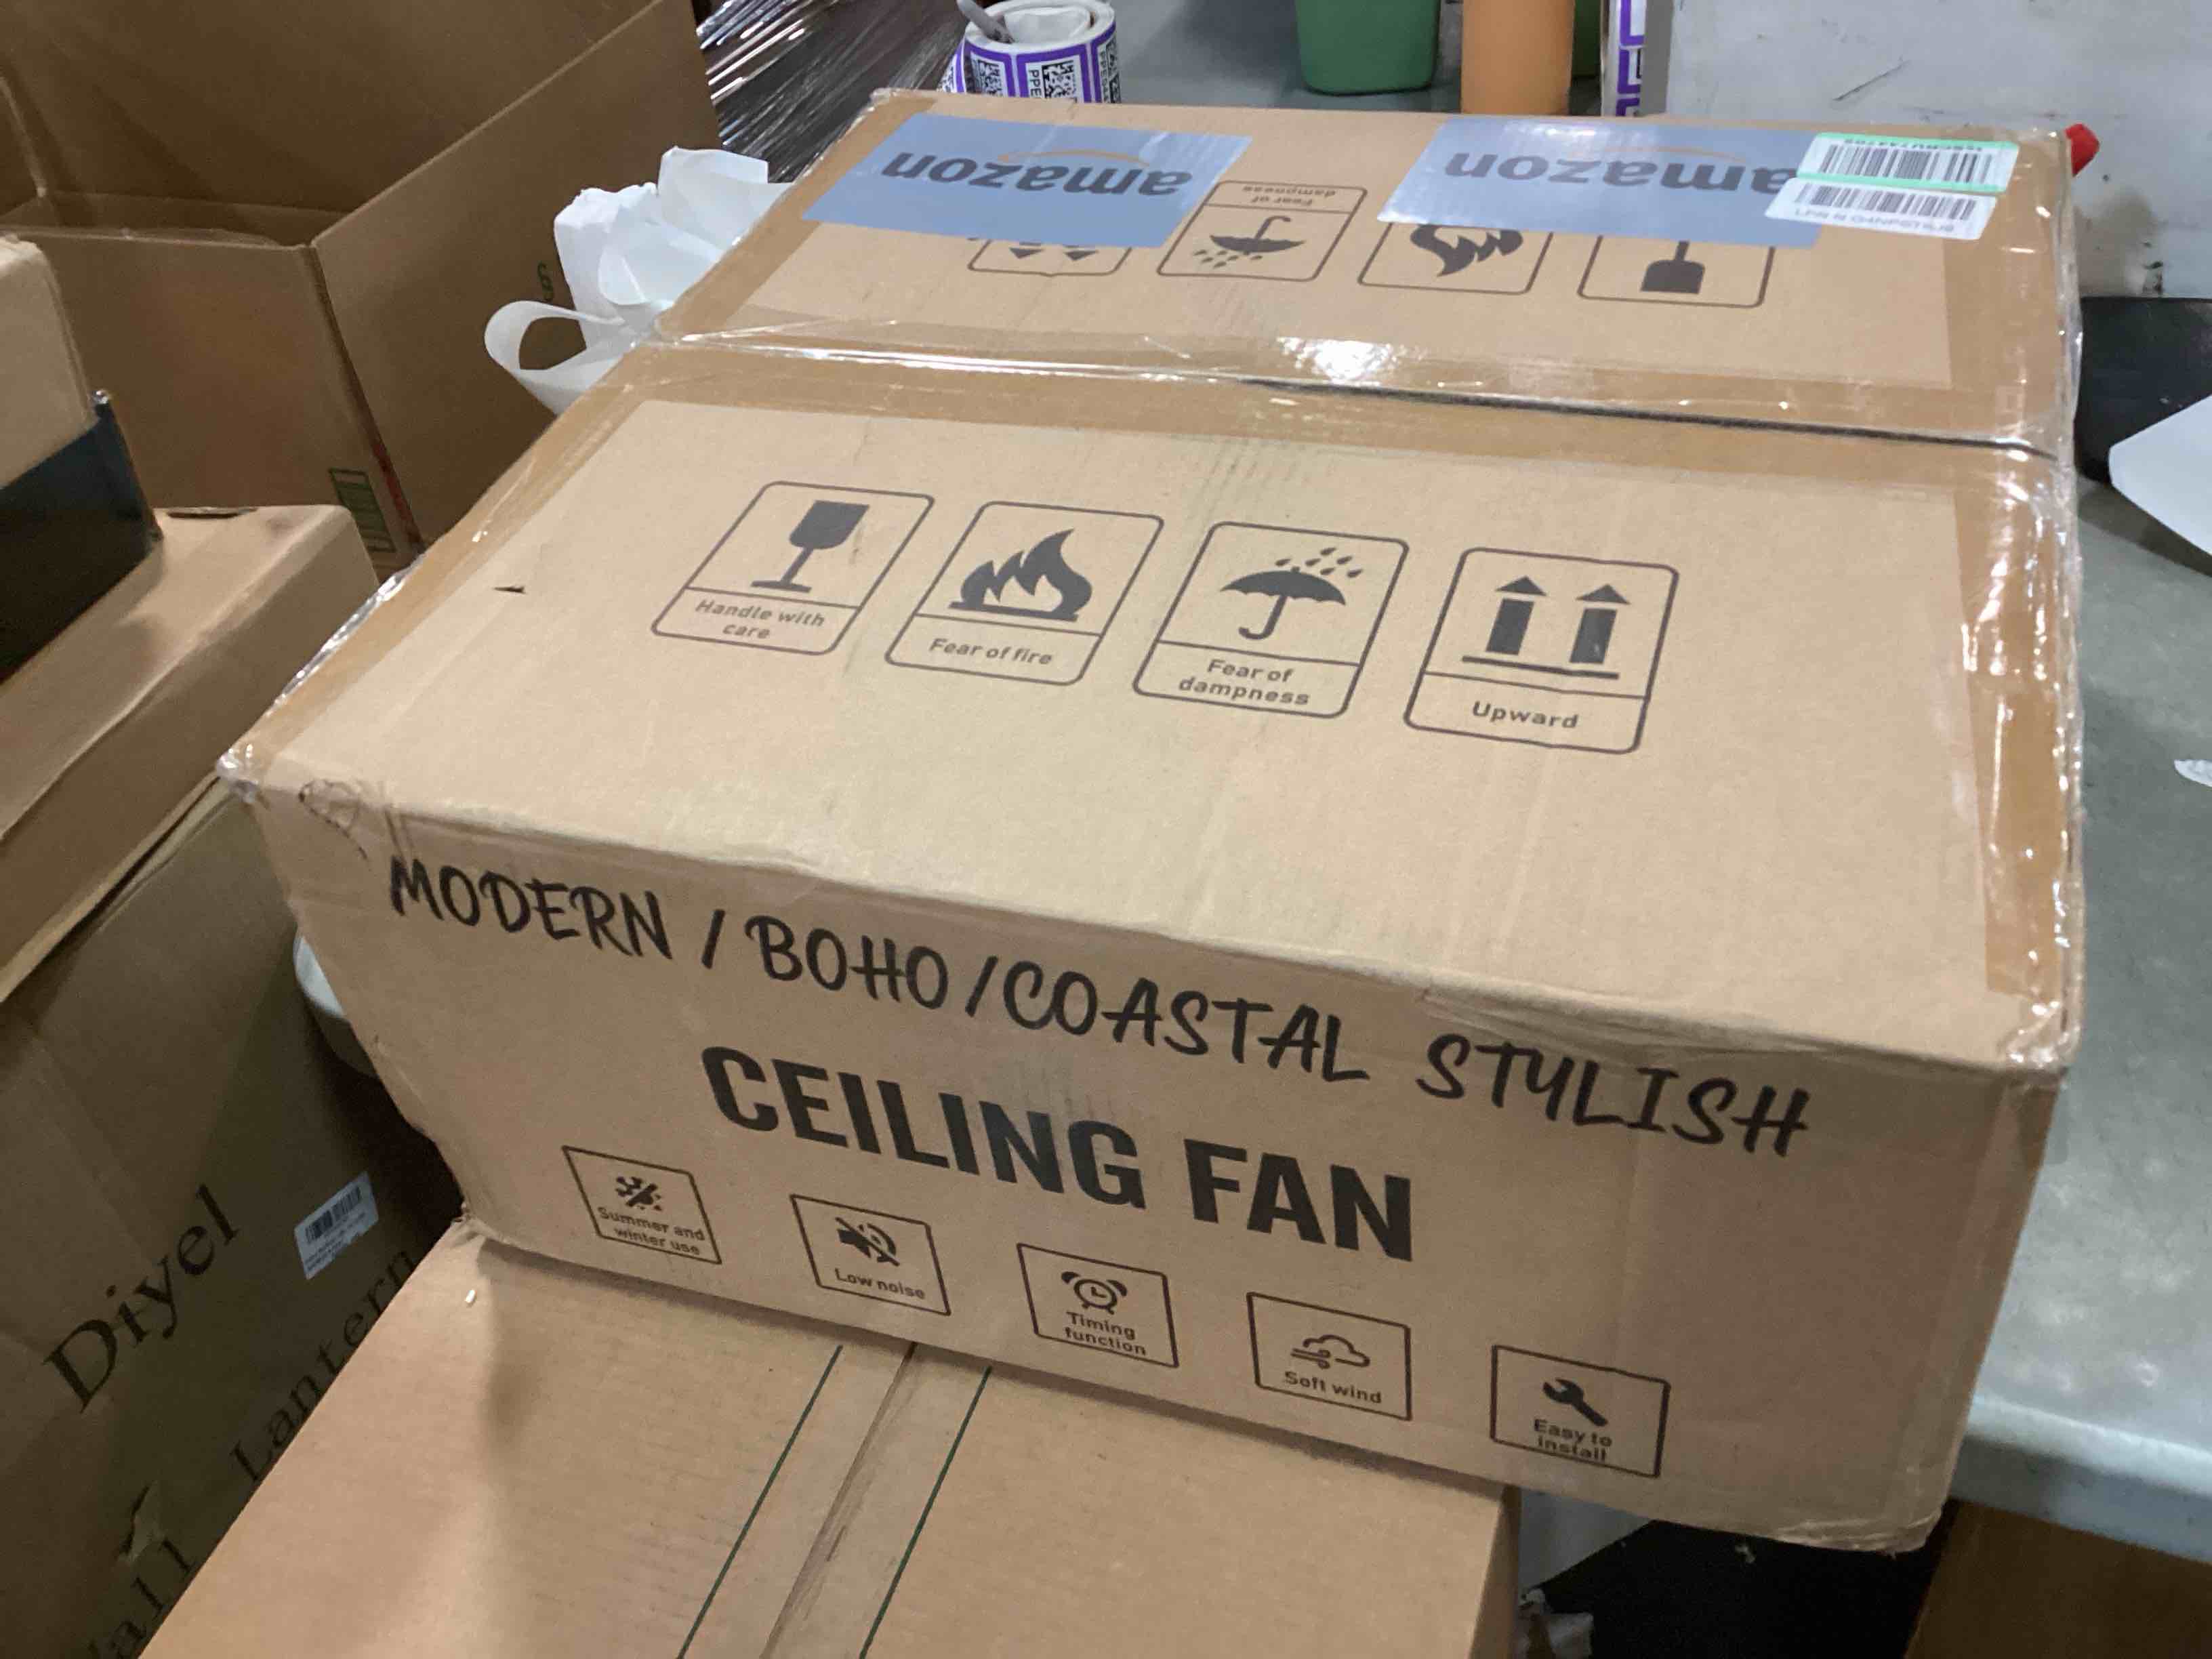 amazon
amazon
Fear of
dampness
Handle with
care
Fear of fire
Fear of
dampness
Upward
MODERN / BOHO / COASTAL STYLISH
CEILING FAN
Summer and
winter use
Low noise
Timing
function
Soft wind
Easy to
install
Diyel
Lantern